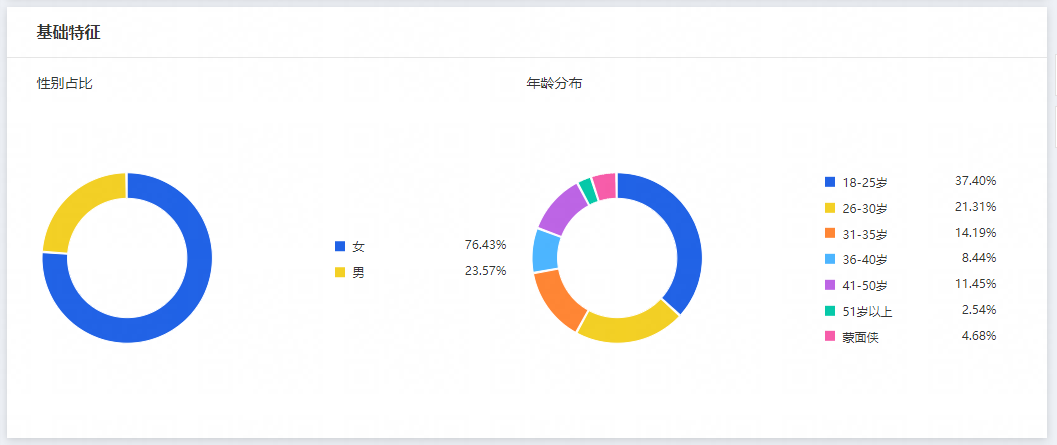 基础特征
性别占比
女 76.43%
男 23.57%
年龄分布
18-25岁 37.40%
26-30岁 21.31%
31-35岁 14.19%
36-40岁 8.44%
41-50岁 11.45%
51岁以上 2.54%
蒙面侠 4.68%